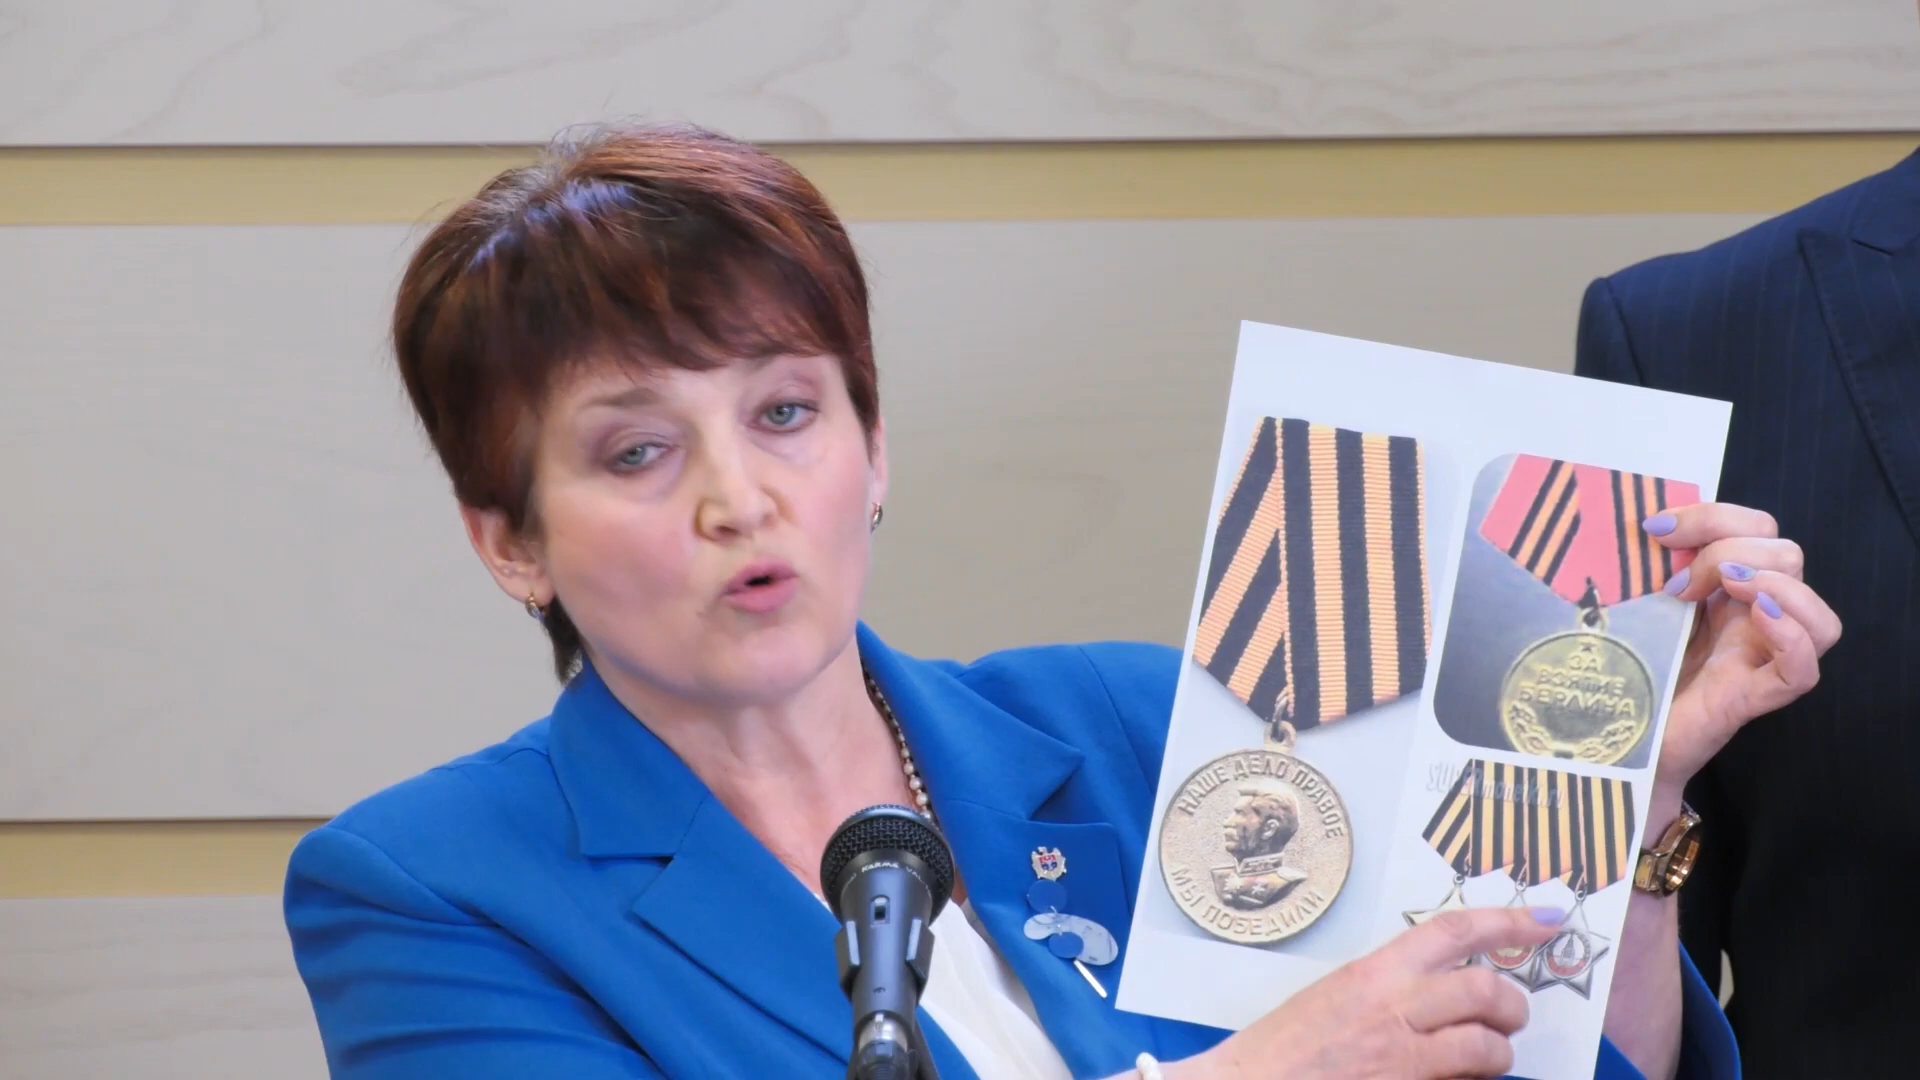 НАШЕ ДЕЛО ПРАВОЕ
МЫ ПОБЕДИЛИ
ЗА
ВЗЯТИЕ
БЕРЛИНА